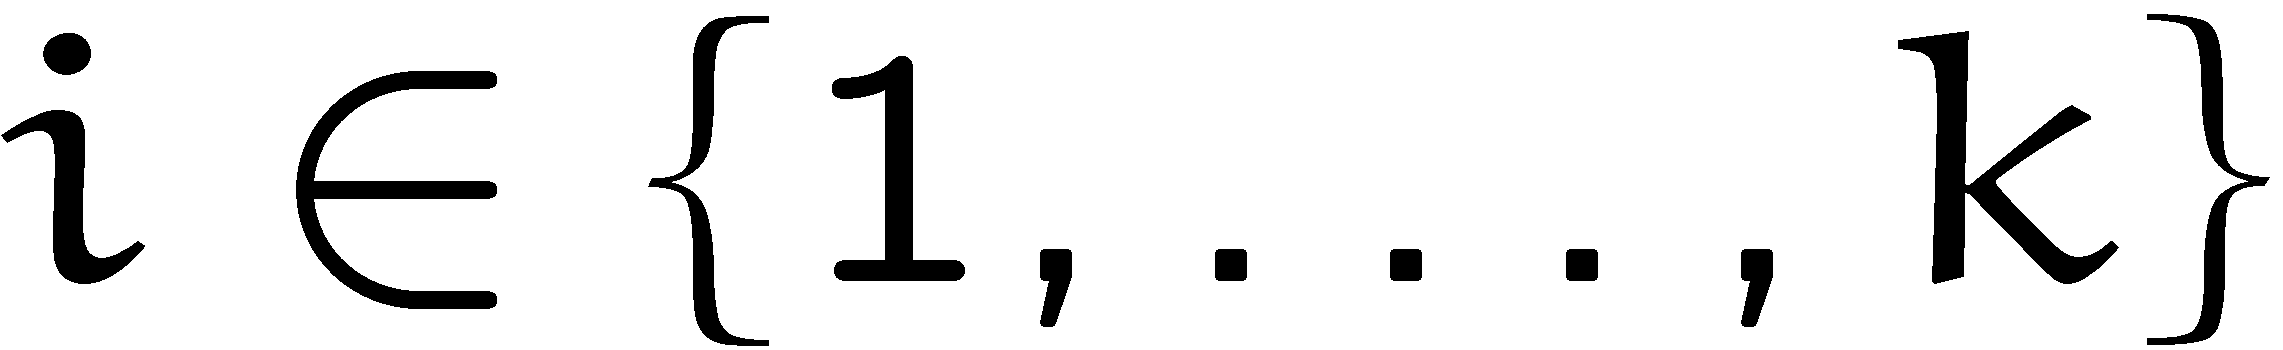 i ∈ {1, . . . , k}